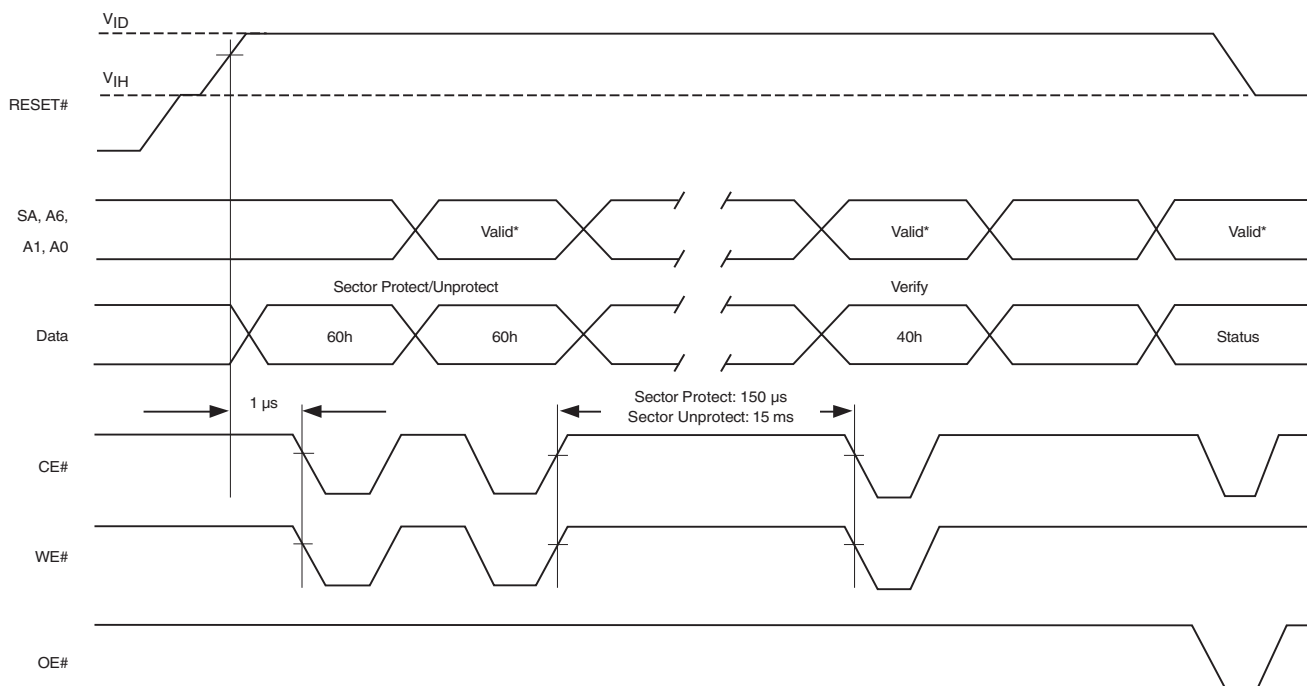 VID
VIH
RESET#
SA, A6,
A1, A0
Valid*
Valid*
Valid*
Sector Protect/Unprotect
Verify
Data
60h
60h
40h
Status
1 µs
Sector Protect: 150 µs
Sector Unprotect: 15 ms
CE#
WE#
OE#